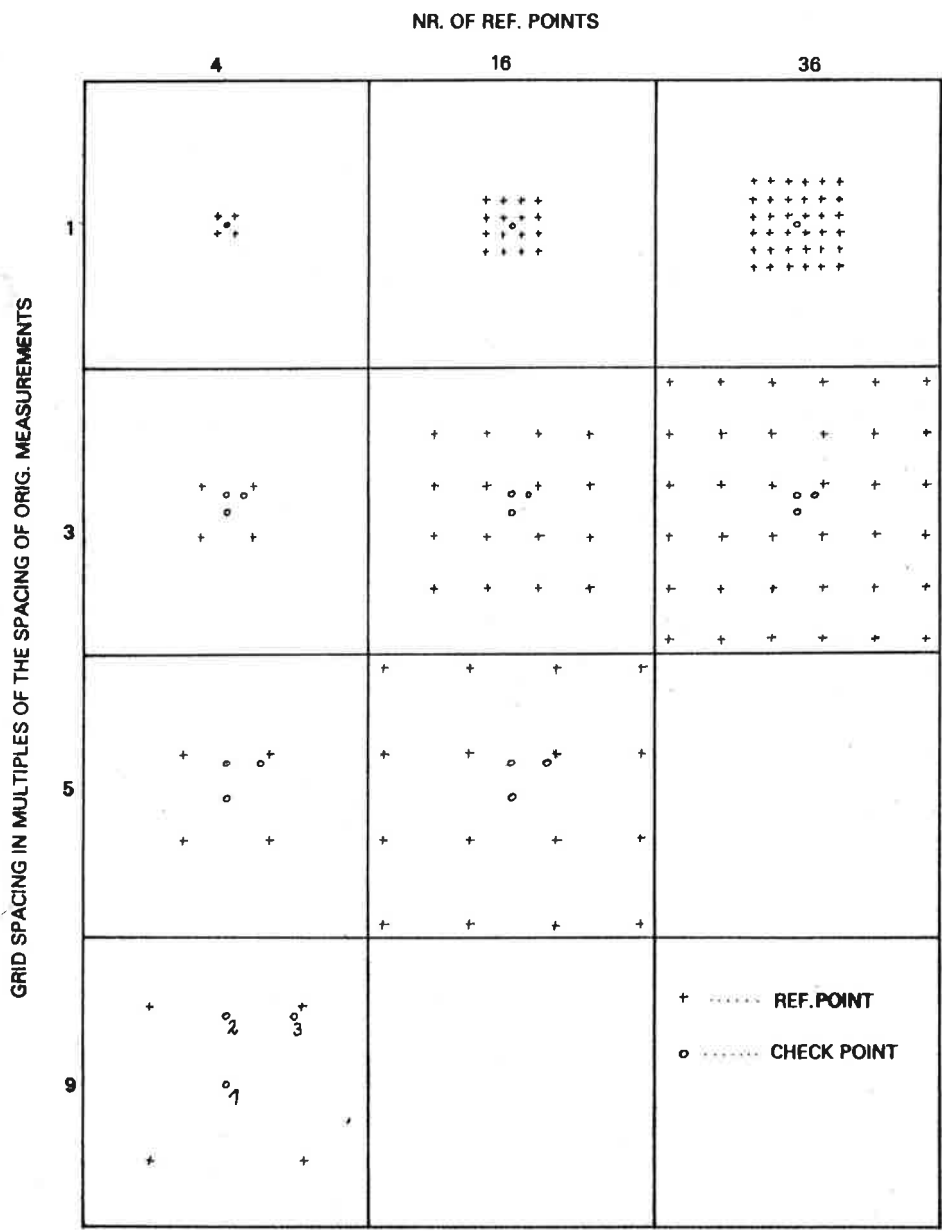 NR. OF REF. POINTS
4 16 36
GRID SPACING IN MULTIPLES OF THE SPACING OF ORIG. MEASUREMENTS
1
3
5
9
2 3
1
+ ........ REF. POINT
o ........ CHECK POINT